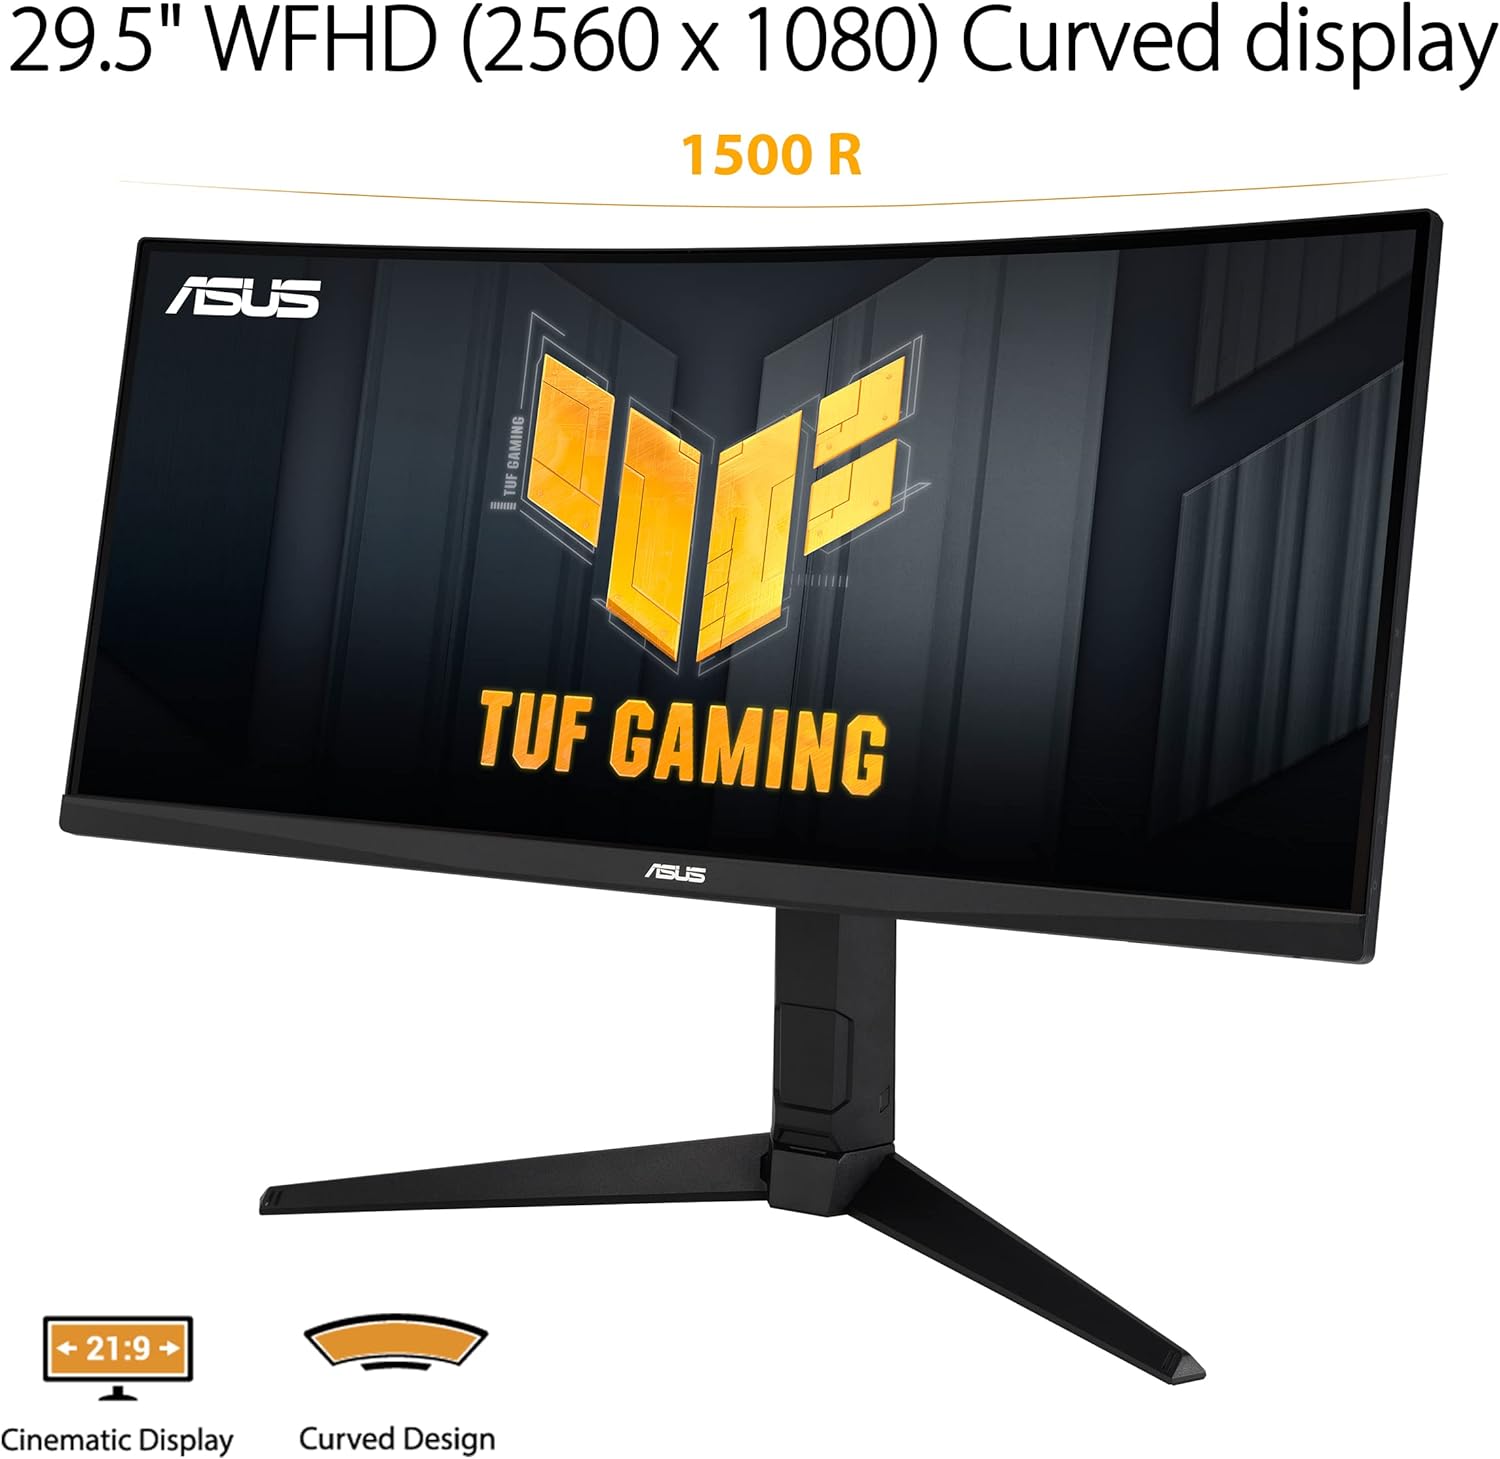 29.5" WFHD (2560 x 1080) Curved display
1500 R
ASUS
TUF GAMING
TUF GAMING
ASUS
21:9
Cinematic Display
Curved Design